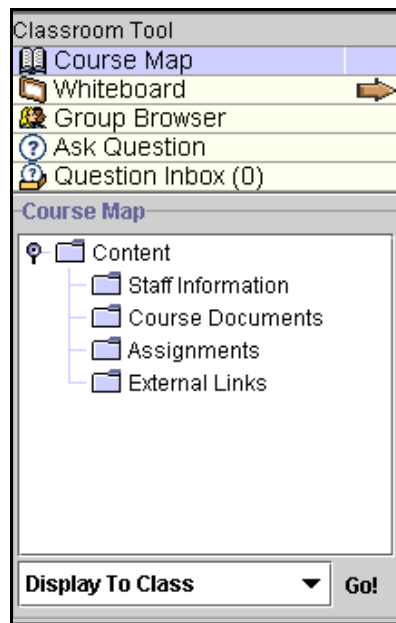 Classroom Tool
Course Map
Whiteboard
Group Browser
Ask Question
Question Inbox (0)
Course Map
Content
Staff Information
Course Documents
Assignments
External Links
Display To Class Go!